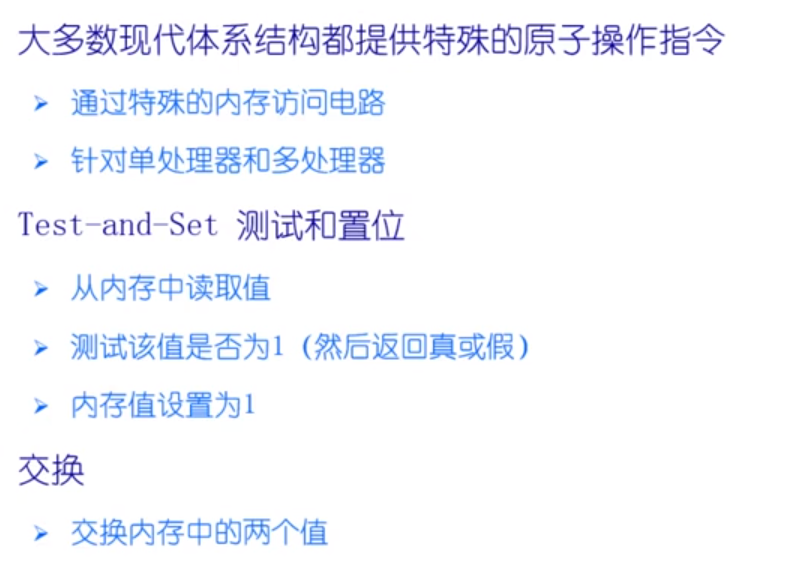 大多数现代体系结构都提供特殊的原子操作指令
➢ 通过特殊的内存访问电路
➢ 针对单处理器和多处理器
Test-and-Set 测试和置位
➢ 从内存中读取值
➢ 测试该值是否为1（然后返回真或假）
➢ 内存值设置为1
交换
➢ 交换内存中的两个值